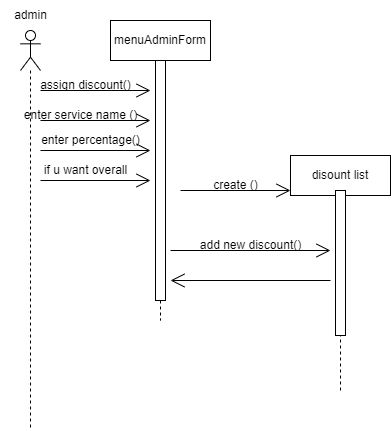 admin
menuAdminForm
assign discount()
enter service name ()
enter percentage()
if u want overall
disount list
create ()
add new discount()